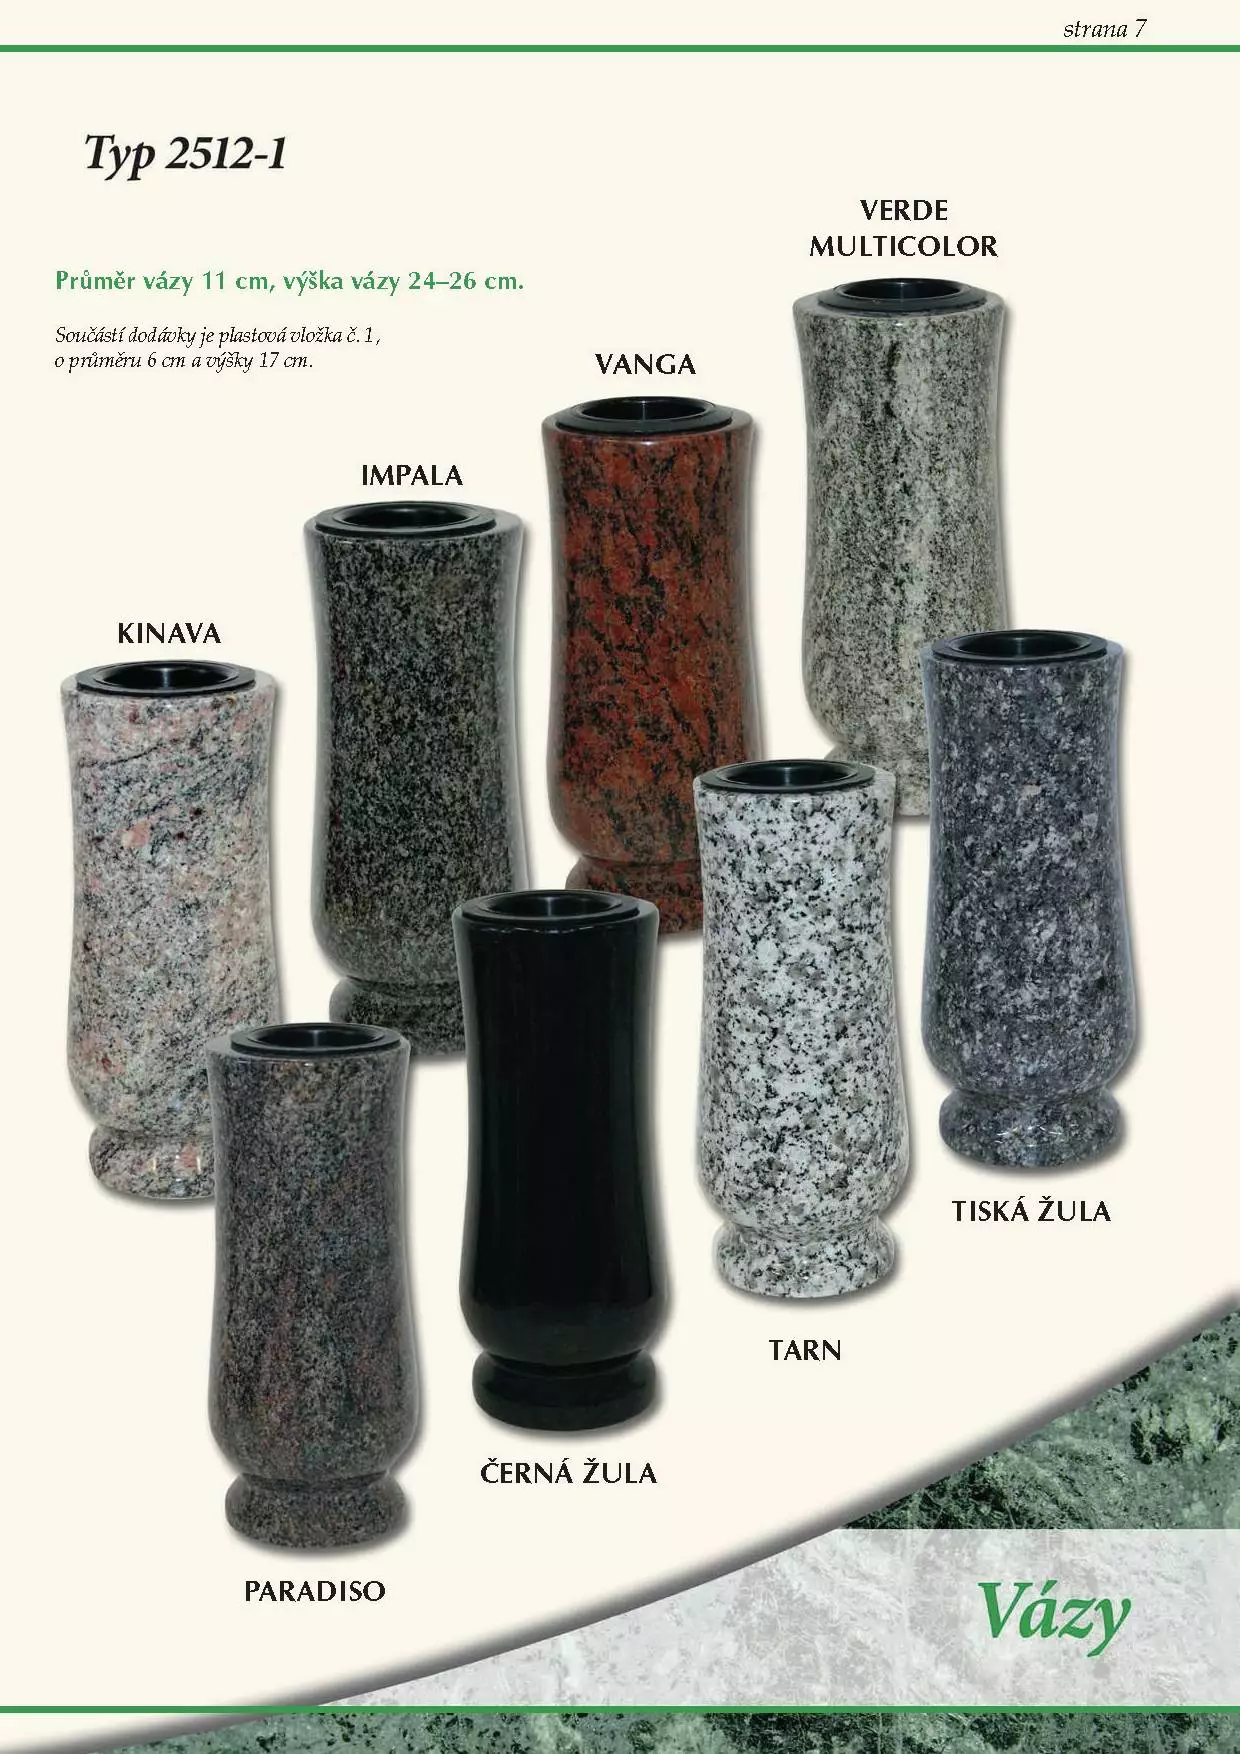 strana 7
Typ 2512-1
Průměr vázy 11 cm, výška vázy 24–26 cm.
Součástí dodávky je plastová vložka č. 1,
o průměru 6 cm a výšky 17 cm.
VERDE
MULTICOLOR
VANGA
IMPALA
KINAVA
TISKÁ ŽULA
TARN
ČERNÁ ŽULA
PARADISO
Vázy